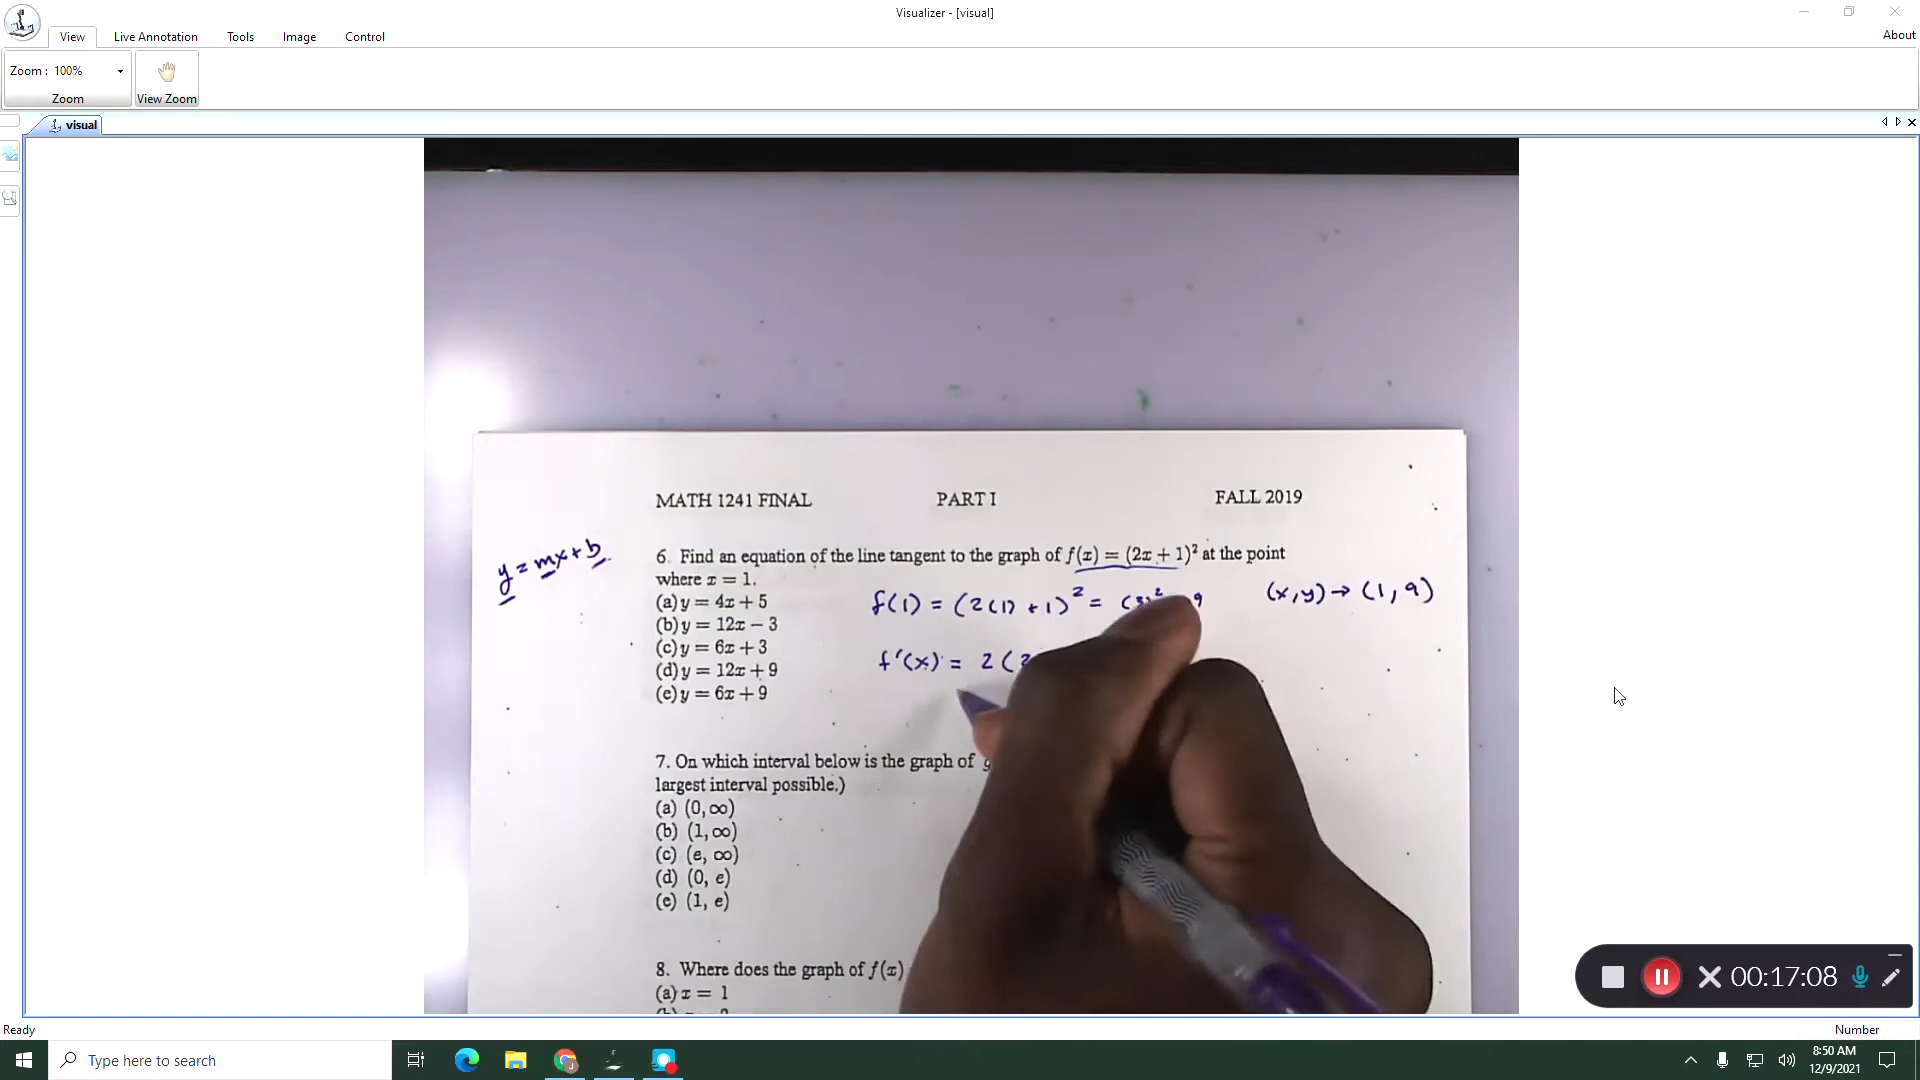 Visualizer - [visual]
View Live Annotation Tools Image Control
About
Zoom : 100%
Zoom View Zoom
visual
MATH 1241 FINAL PART I FALL 2019
y = mx + b
6. Find an equation of the line tangent to the graph of f(x) = (2x + 1)² at the point
where x = 1.
(a) y = 4x + 5
(b) y = 12x − 3
(c) y = 6x + 3
(d) y = 12x + 9
(e) y = 6x + 9
f(1) = (2(1) + 1)² = (3)² 9
(x,y) → (1, 9)
f'(x) = 2(2
7. On which interval below is the graph of
largest interval possible.)
(a) (0, ∞)
(b) (1, ∞)
(c) (e, ∞)
(d) (0, e)
(e) (1, e)
8. Where does the graph of f(x)
(a) x = 1
00:17:08
Ready
Number
Type here to search
8:50 AM
12/9/2021